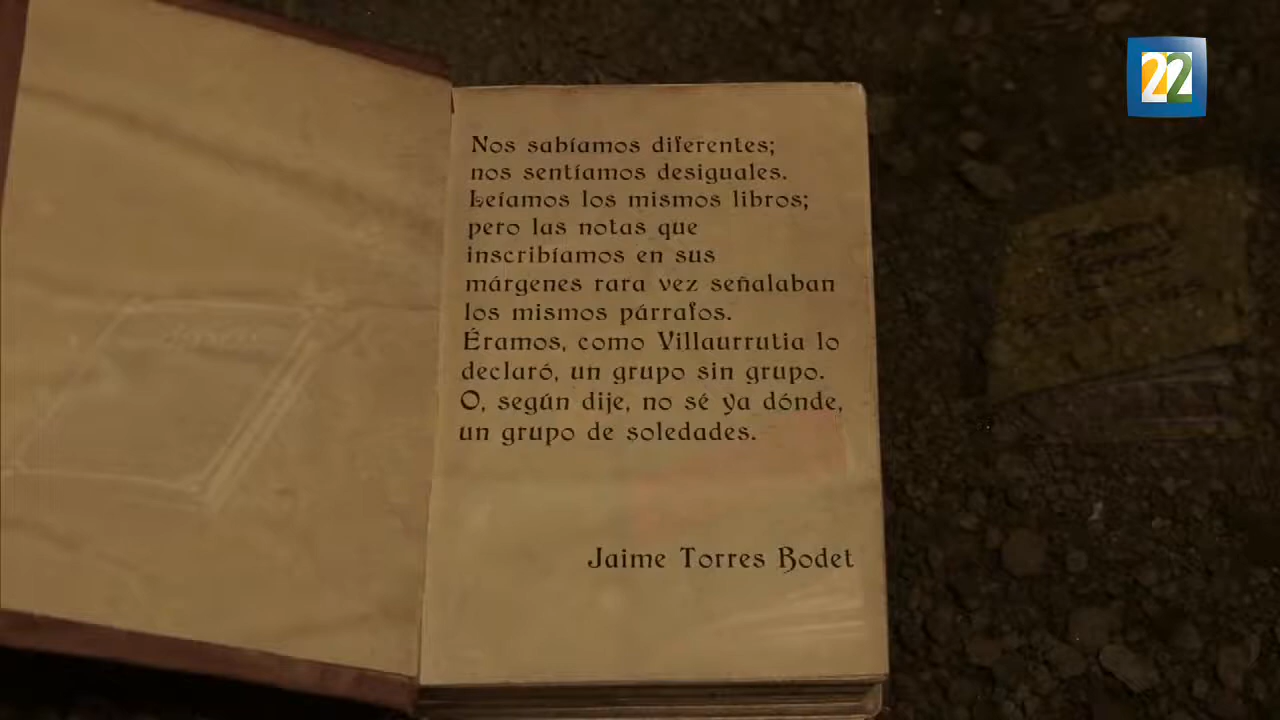 22
Nos sabíamos diferentes;
nos sentíamos desiguales.
Leíamos los mismos libros;
pero las notas que
inscribíamos en sus
márgenes rara vez señalaban
los mismos párrafos.
Éramos, como Villaurrutia lo
declaró, un grupo sin grupo.
O, según dije, no sé ya dónde,
un grupo de soledades.
Jaime Torres Bodet